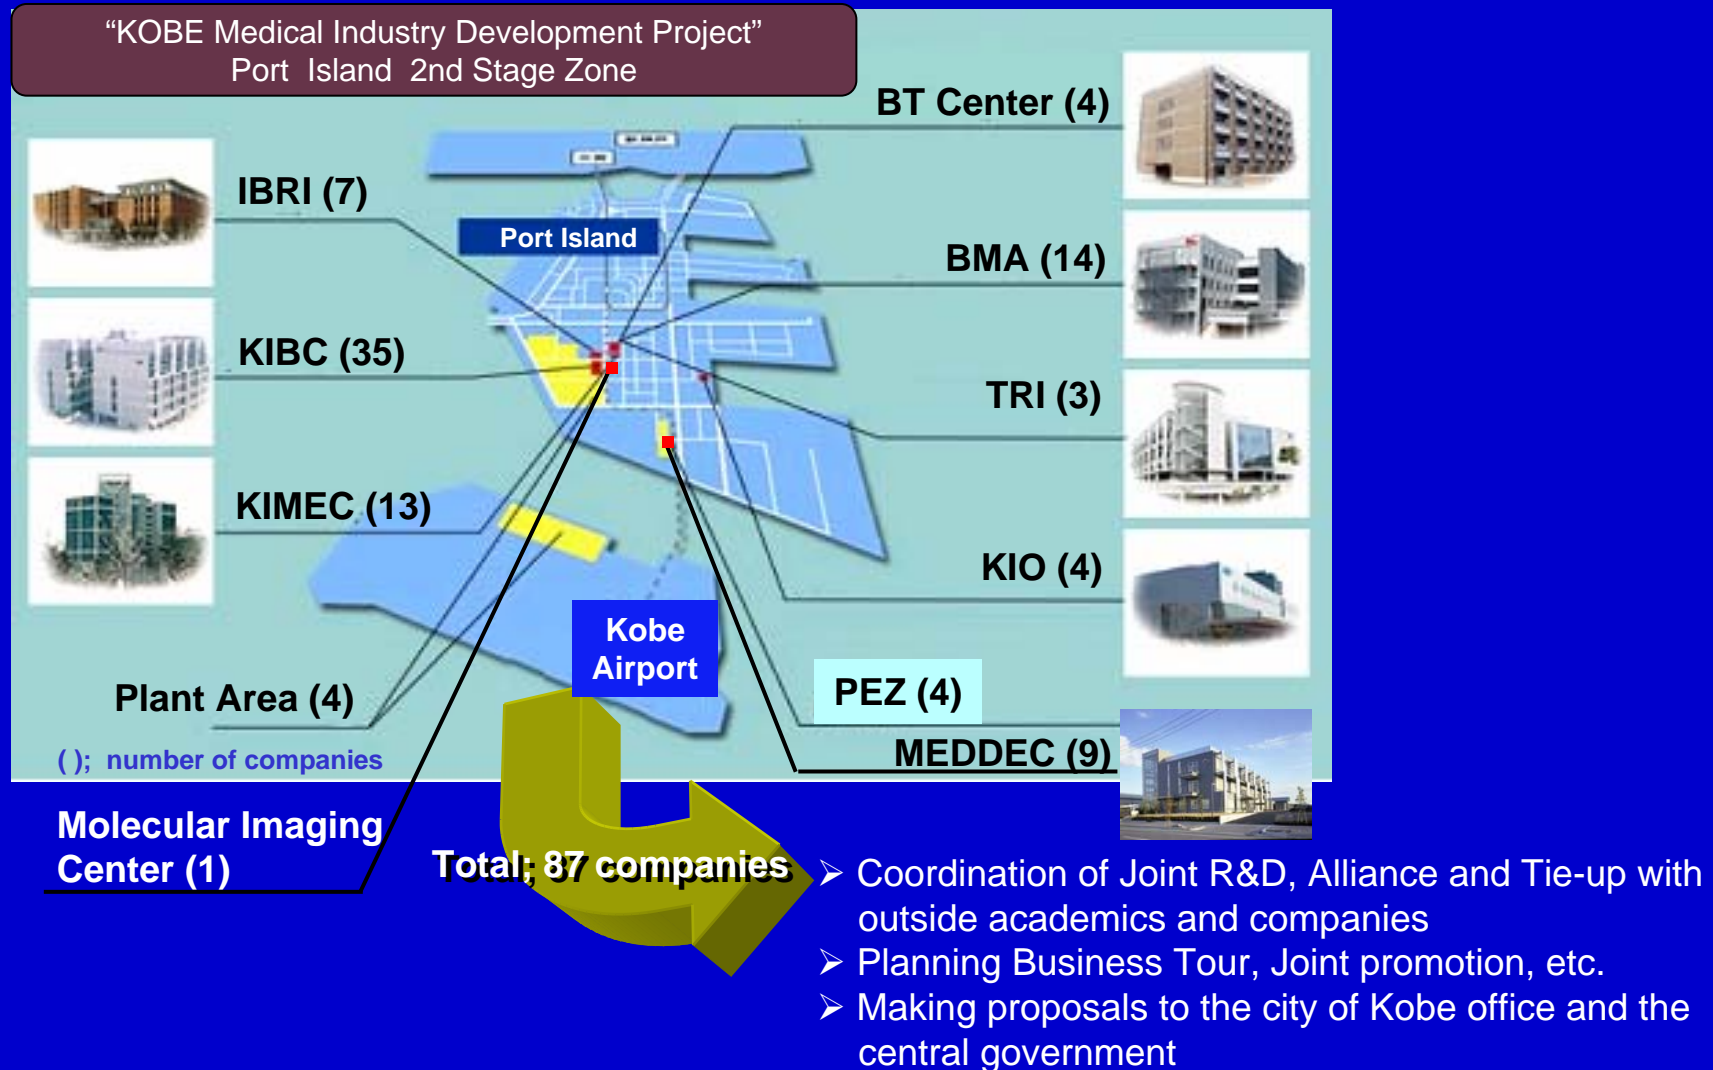 “KOBE Medical Industry Development Project”
Port Island 2nd Stage Zone
BT Center (4)
IBRI (7)
Port Island
BMA (14)
KIBC (35)
TRI (3)
KIMEC (13)
KIO (4)
Kobe
Airport
Plant Area (4)
PEZ (4)
( ); number of companies
MEDDEC (9)
Molecular Imaging
Center (1)
Total; 87 companies
➢ Coordination of Joint R&D, Alliance and Tie-up with
outside academics and companies
➢ Planning Business Tour, Joint promotion, etc.
➢ Making proposals to the city of Kobe office and the
central government